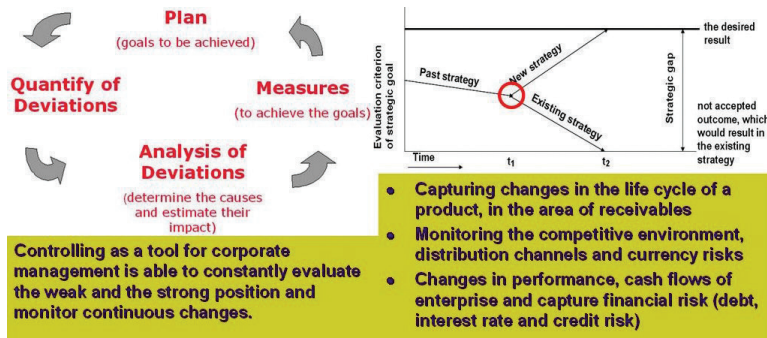 Plan
(goals to be achieved)
Quantify of
Deviations
Measures
(to achieve the goals)
Analysis of
Deviations
(determine the causes
and estimate their
impact)
Controlling as a tool for corporate
management is able to constantly evaluate
the weak and the strong position and
monitor continuous changes.
Evaluation criterion
of strategic goal
Past strategy
New strategy
Existing strategy
Strategic gap
the desired
result
not accepted
outcome, which
would result in
the existing
strategy
Time
t1
t2
• Capturing changes in the life cycle of a
product, in the area of receivables
• Monitoring the competitive environment,
distribution channels and currency risks
• Changes in performance, cash flows of
enterprise and capture financial risk (debt,
interest rate and credit risk)